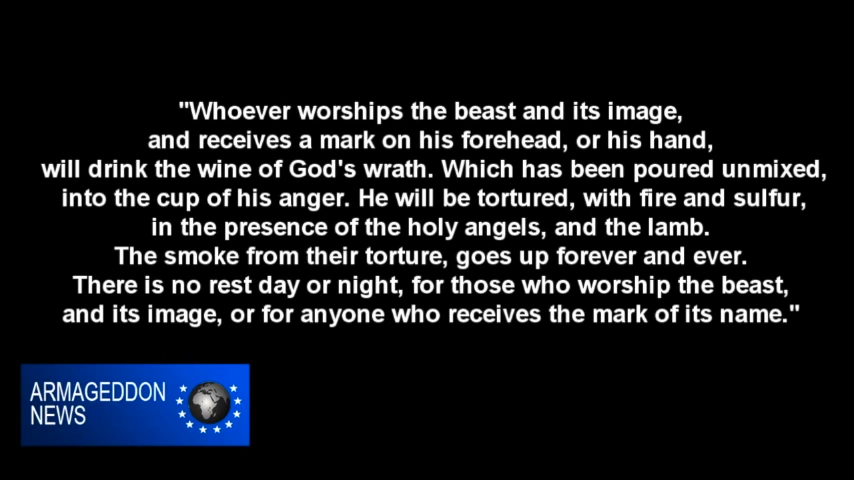 "Whoever worships the beast and its image,
and receives a mark on his forehead, or his hand,
will drink the wine of God's wrath. Which has been poured unmixed,
into the cup of his anger. He will be tortured, with fire and sulfur,
in the presence of the holy angels, and the lamb.
The smoke from their torture, goes up forever and ever.
There is no rest day or night, for those who worship the beast,
and its image, or for anyone who receives the mark of its name."
ARMAGEDDON
NEWS